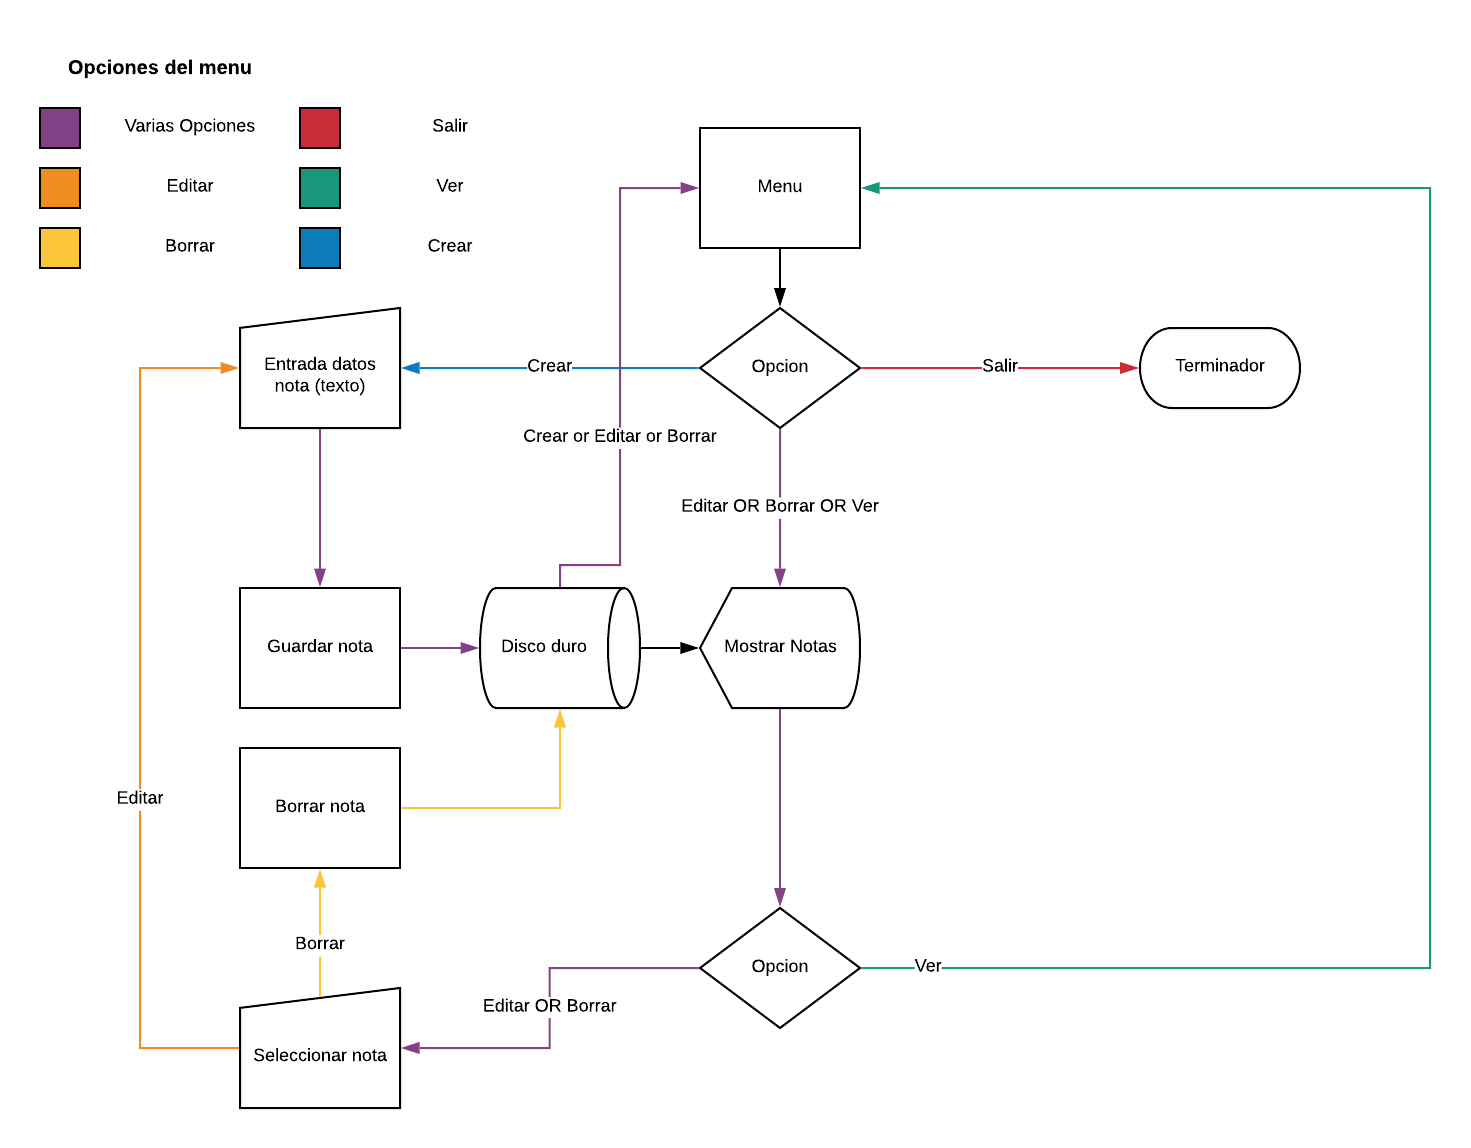 Opciones del menu
Varias Opciones
Salir
Editar
Ver
Borrar
Crear
Menu
Entrada datos
nota (texto)
Crear
Opcion
Salir
Terminador
Crear or Editar or Borrar
Editar OR Borrar OR Ver
Guardar nota
Disco duro
Mostrar Notas
Editar
Borrar nota
Borrar
Opcion
Ver
Editar OR Borrar
Seleccionar nota